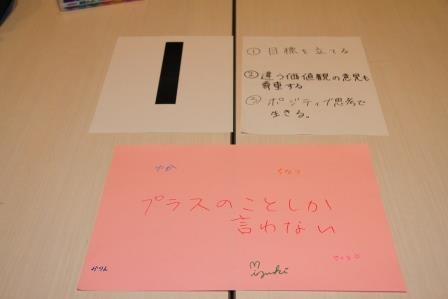 ① 目標を立てる
② 違う価値観の意見も
尊重する
③ ポジティブ思考で
生きる。
プラスのことしか
言わない
mizuki